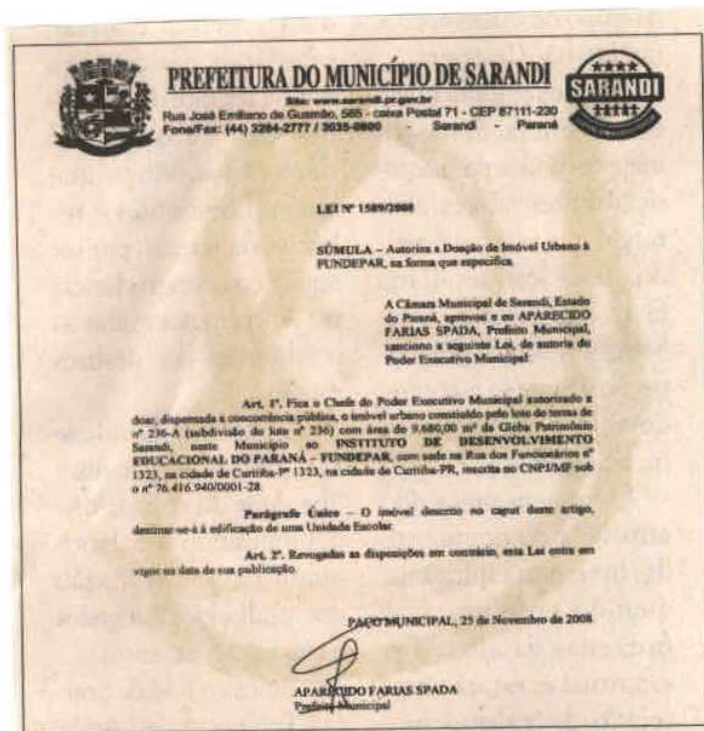 PREFEITURA DO MUNICÍPIO DE SARANDI
Site: www.sarandi.pr.gov.br
Rua José Emiliano de Gusmão, 565 - caixa Postal 71 - CEP 87111-230
Fone/Fax: (44) 3264-2777 / 3035-0800 - Sarandi - Paraná
SARANDI
LEI Nº 1589/2008
SÚMULA – Autoriza a Doação de Imóvel Urbano à
FUNDEPAR, na forma que especifica.
A Câmara Municipal de Sarandi, Estado
do Paraná, aprovou e eu APARECIDO
FARIAS SPADA, Prefeito Municipal,
sanciono a seguinte Lei, de autoria do
Poder Executivo Municipal:
Art. 1º. Fica o Chefe do Poder Executivo Municipal autorizado a
doar, dispensada a concorrência pública, o imóvel urbano constituído pelo lote de terras de
nº 236-A (subdivisão do lote nº 236) com área de 9.680,00 m² da Gleba Patrimônio
Sarandi, neste Município ao INSTITUTO DE DESENVOLVIMENTO
EDUCACIONAL DO PARANÁ – FUNDEPAR, com sede na Rua dos Funcionários nº
1323, na cidade de Curitiba-Pº 1323, na cidade de Curitiba-PR, inscrita no CNPJ/MF sob
o nº 76.416.940/0001-28.
Parágrafo Único – O imóvel descrito no caput deste artigo,
destinar-se-á à edificação de uma Unidade Escolar.
Art. 2º. Revogadas as disposições em contrário, esta Lei entra em
vigor na data de sua publicação.
PAÇO MUNICIPAL, 25 de Novembro de 2008.
APARECIDO FARIAS SPADA
Prefeito Municipal